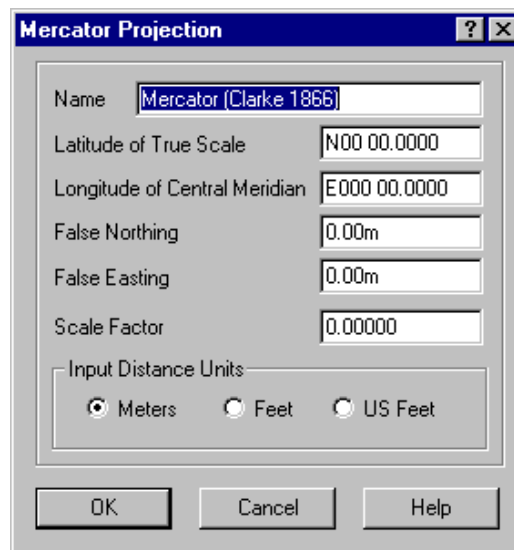 Mercator Projection ? X
Name Mercator (Clarke 1866)
Latitude of True Scale N00 00.0000
Longitude of Central Meridian E000 00.0000
False Northing 0.00m
False Easting 0.00m
Scale Factor 0.00000
Input Distance Units
Meters Feet US Feet
OK Cancel Help